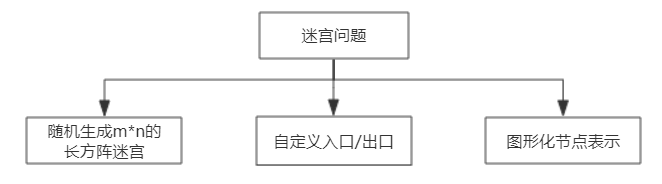 迷宫问题
随机生成m*n的
长方阵迷宫
自定义入口/出口
图形化节点表示